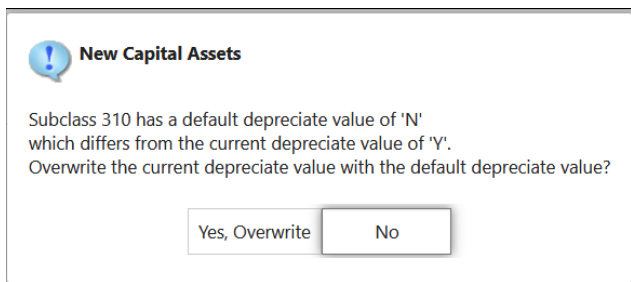 New Capital Assets
Subclass 310 has a default depreciate value of 'N'
which differs from the current depreciate value of 'Y'.
Overwrite the current depreciate value with the default depreciate value?
Yes, Overwrite
No